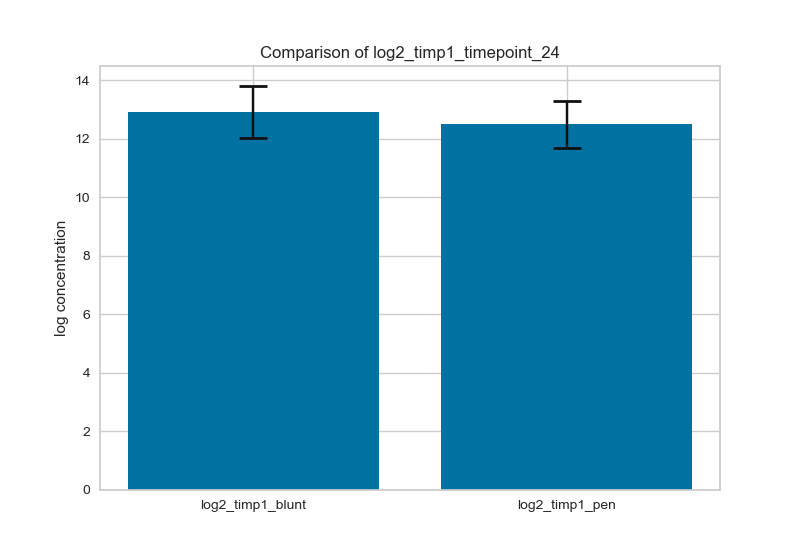 Comparison of log2_timp1_timepoint_24
log concentration
14
12
10
8
6
4
2
0
log2_timp1_blunt
log2_timp1_pen